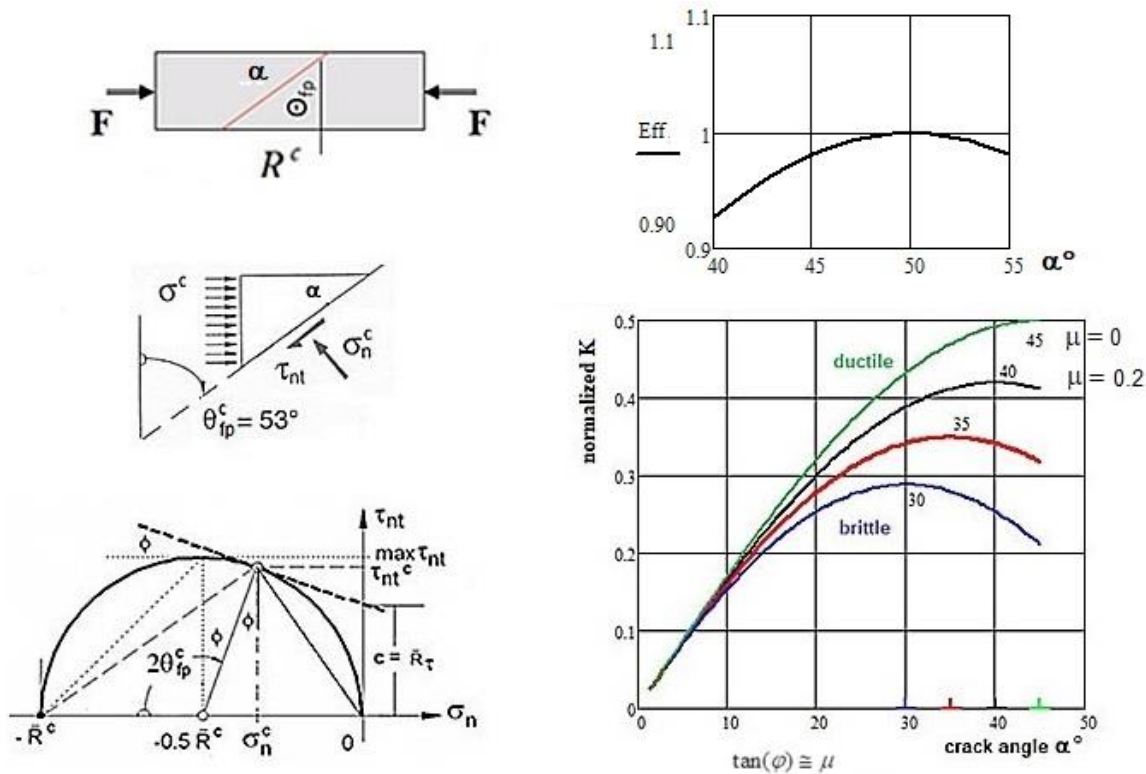 α
Θfp
F
F
R^c
σ^c
α
τnt
σn^c
θfp^c = 53°
τnt
ϕ
max τnt
τnt^c
ϕ
ϕ
2θfp^c
c = R̄τ
- R̄^c
-0.5 R̄^c
σn^c
0
σn
1.1
1.1
Eff
1
0.90
0.9
40
45
50
55
α°
0.5
45
μ = 0
ductile
40
μ = 0.2
0.4
35
normalized K
0.3
30
brittle
0.2
0.1
0
0
10
20
30
40
50
crack angle α°
tan(φ) ≅ μ